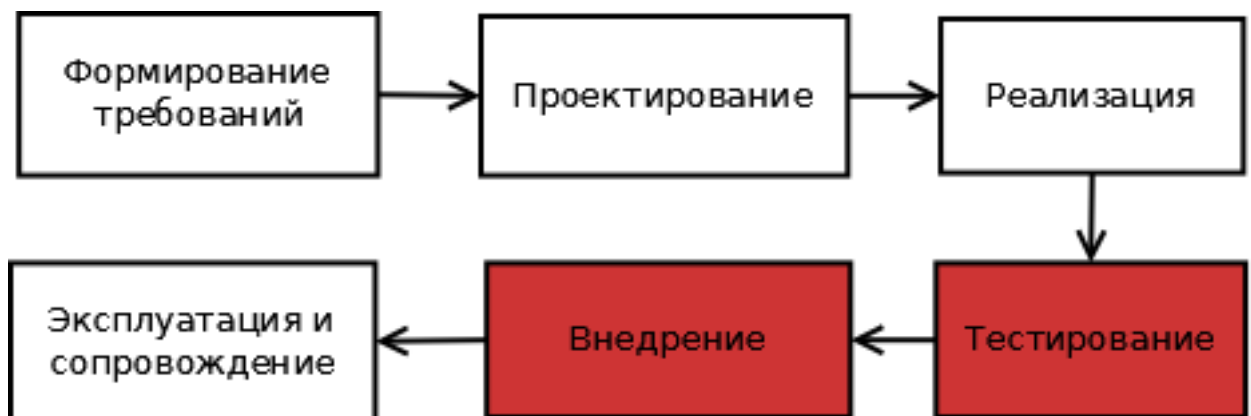 Формирование
требований
Проектирование
Реализация
Тестирование
Внедрение
Эксплуатация и
сопровождение